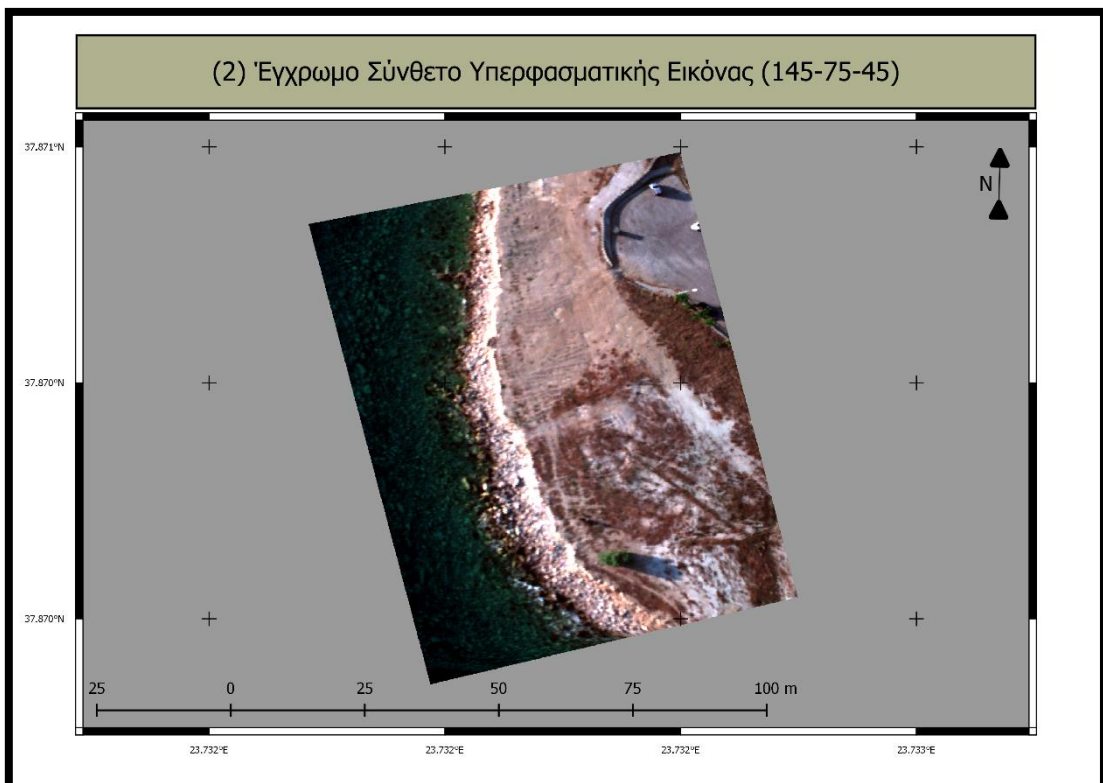 (2) Έγχρωμο Σύνθετο Υπερφασματικής Εικόνας (145-75-45)
37.871°N
N
37.870°N
37.870°N
25 0 25 50 75 100 m
23.732°E 23.732°E 23.732°E 23.733°E